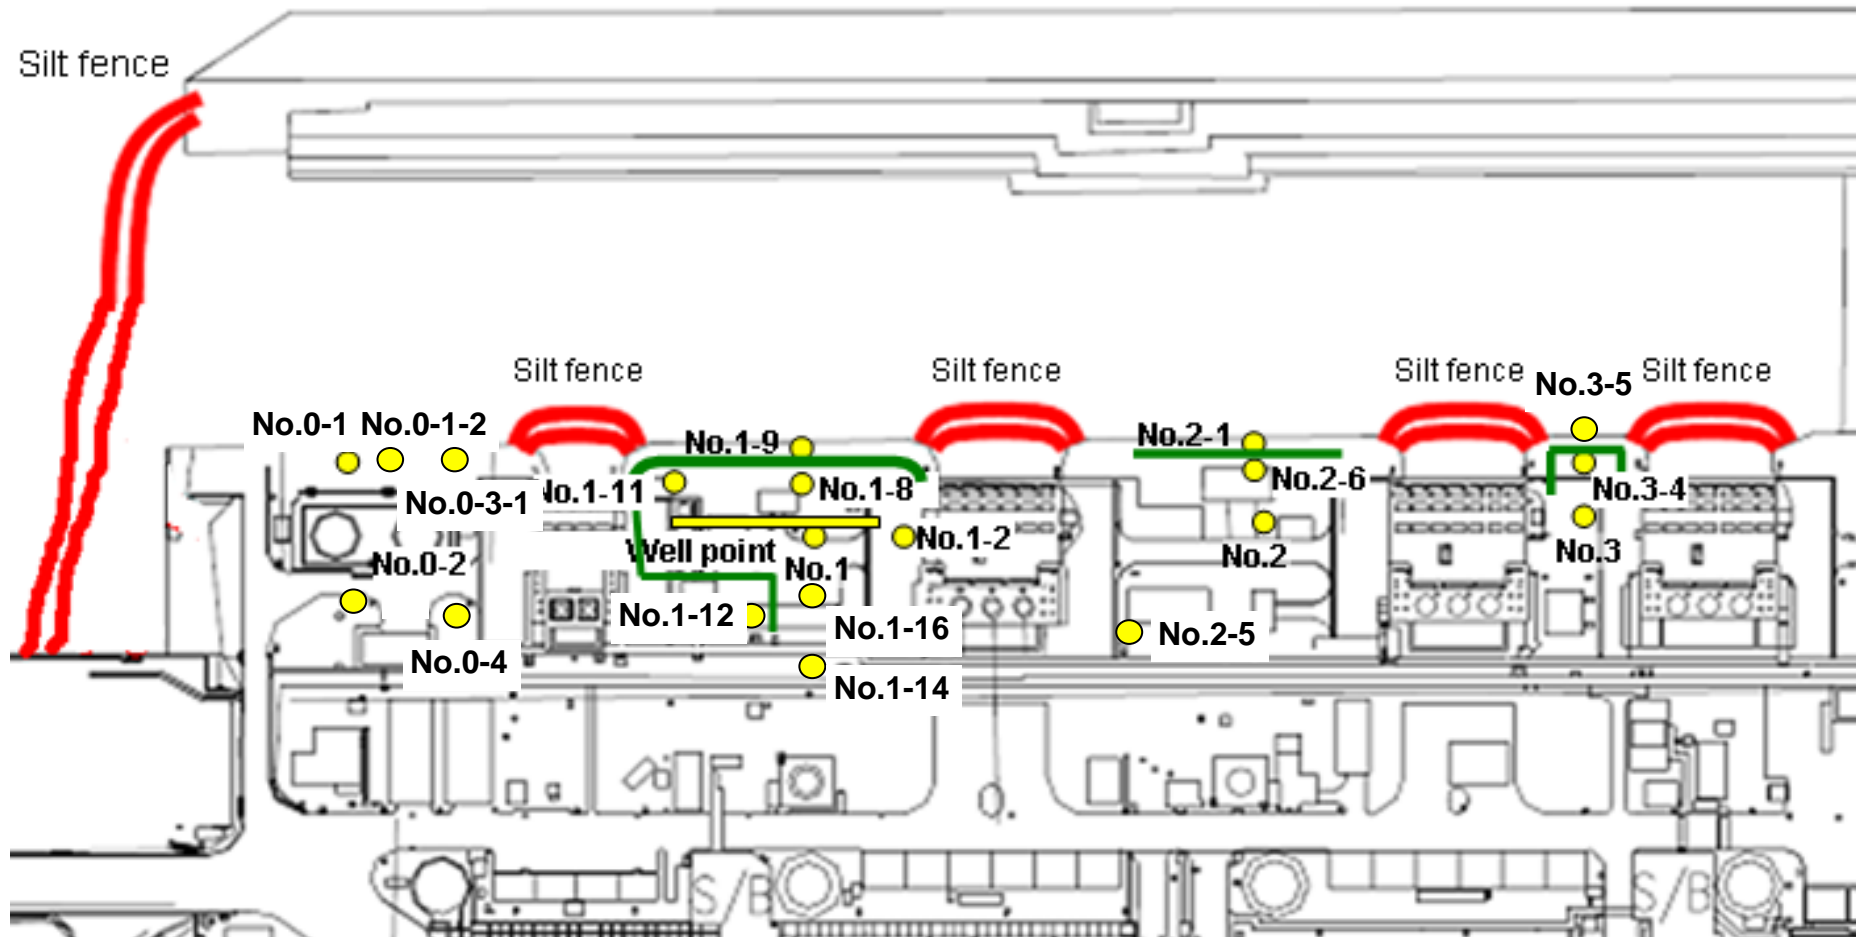 Silt fence
Silt fence
Silt fence
Silt fence
No.3-5
Silt fence
No.0-1
No.0-1-2
No.1-9
No.2-1
No.0-3-1
No.1-11
No.1-8
No.2-6
No.3-4
No.1-2
Well point
No.2
No.3
No.0-2
No.1
No.1-12
No.1-16
No.2-5
No.0-4
No.1-14
S/B
S/B